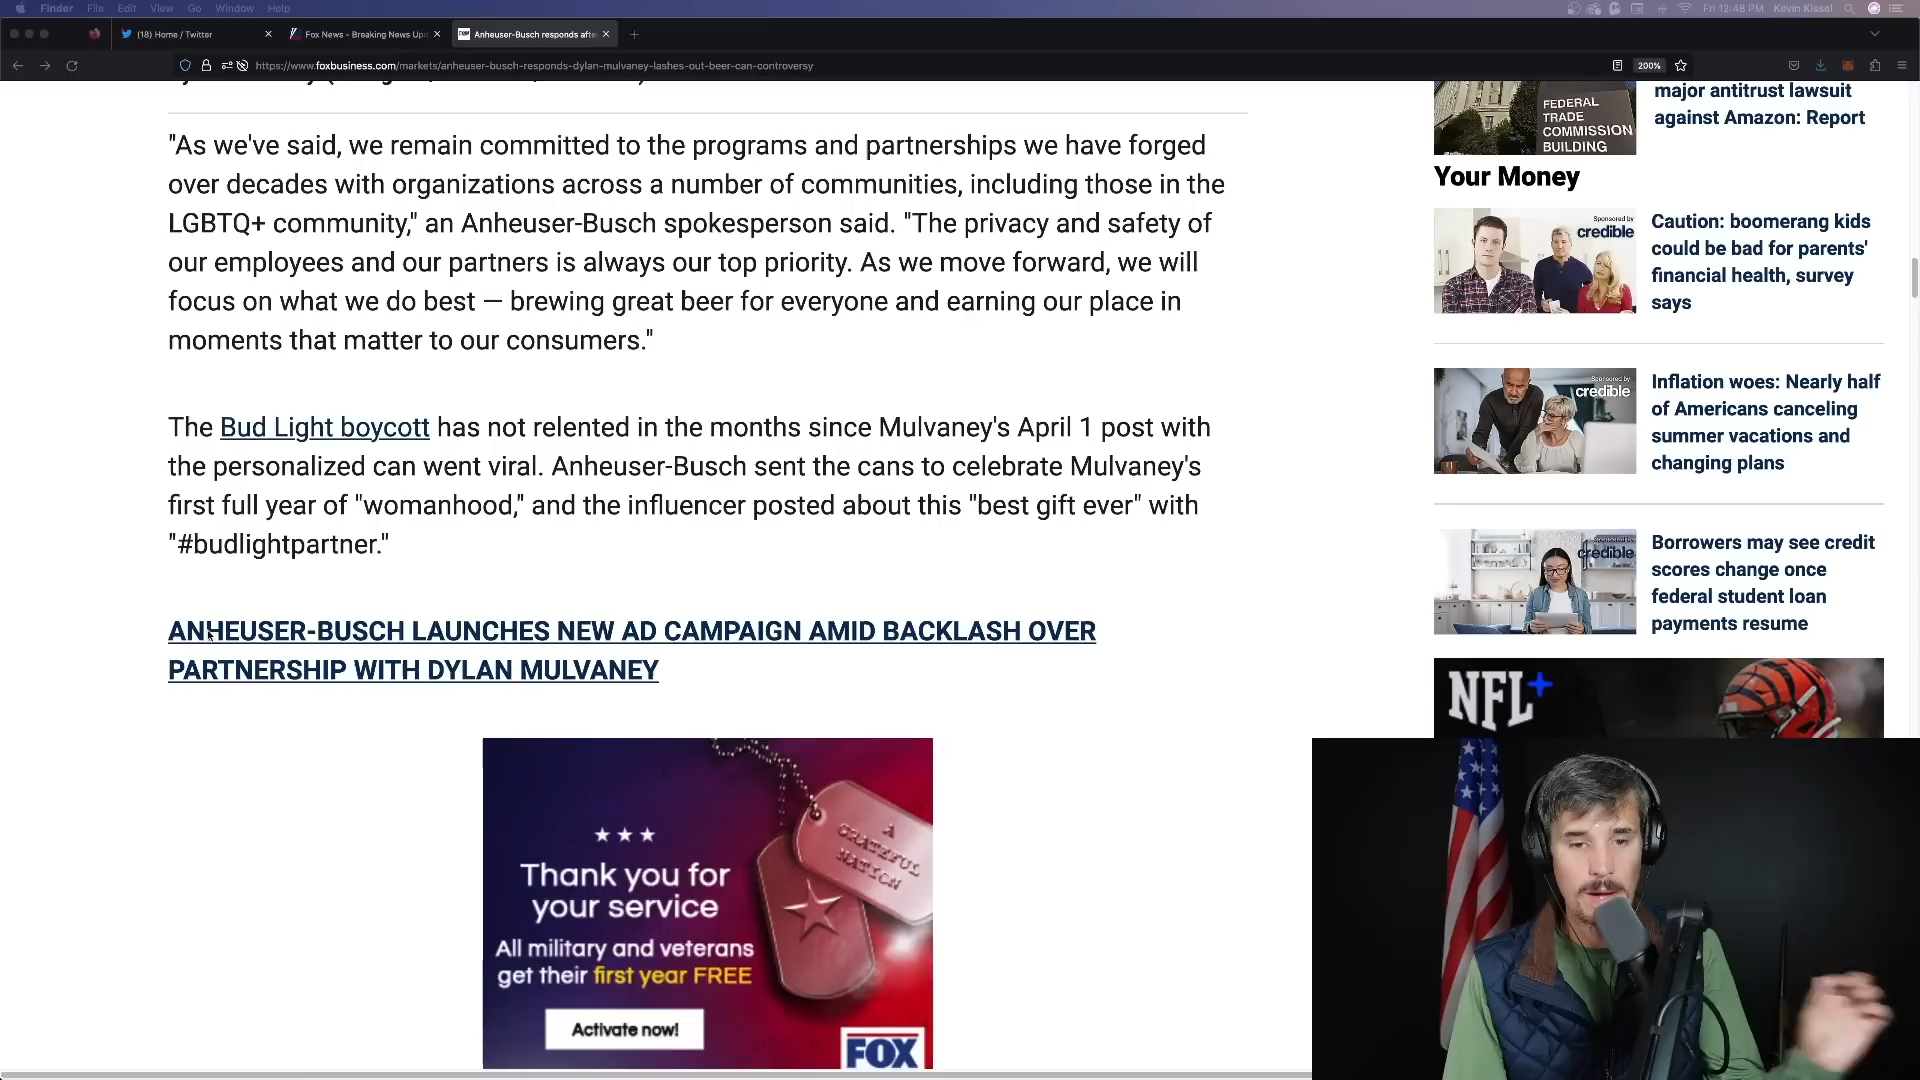 Finder File Edit View Go Window Help
Fri 12:48 PM Kevin Kissel
(18) Home / Twitter
Fox News - Breaking News Upd
Anheuser-Busch responds afte
https://www.foxbusiness.com/markets/anheuser-busch-responds-dylan-mulvaney-lashes-out-beer-can-controversy
200%
"As we've said, we remain committed to the programs and partnerships we have forged
over decades with organizations across a number of communities, including those in the
LGBTQ+ community," an Anheuser-Busch spokesperson said. "The privacy and safety of
our employees and our partners is always our top priority. As we move forward, we will
focus on what we do best — brewing great beer for everyone and earning our place in
moments that matter to our consumers."
The Bud Light boycott has not relented in the months since Mulvaney's April 1 post with
the personalized can went viral. Anheuser-Busch sent the cans to celebrate Mulvaney's
first full year of "womanhood," and the influencer posted about this "best gift ever" with
"#budlightpartner."
ANHEUSER-BUSCH LAUNCHES NEW AD CAMPAIGN AMID BACKLASH OVER
PARTNERSHIP WITH DYLAN MULVANEY
A
GRATEFUL
NATION
Thank you for
your service
All military and veterans
get their first year FREE
Activate now!
FOX
FEDERAL
TRADE
COMMISSION
BUILDING
major antitrust lawsuit
against Amazon: Report
Your Money
Sponsored by
credible
Caution: boomerang kids
could be bad for parents'
financial health, survey
says
Sponsored by
credible
Inflation woes: Nearly half
of Americans canceling
summer vacations and
changing plans
Sponsored by
credible
Borrowers may see credit
scores change once
federal student loan
payments resume
NFL+